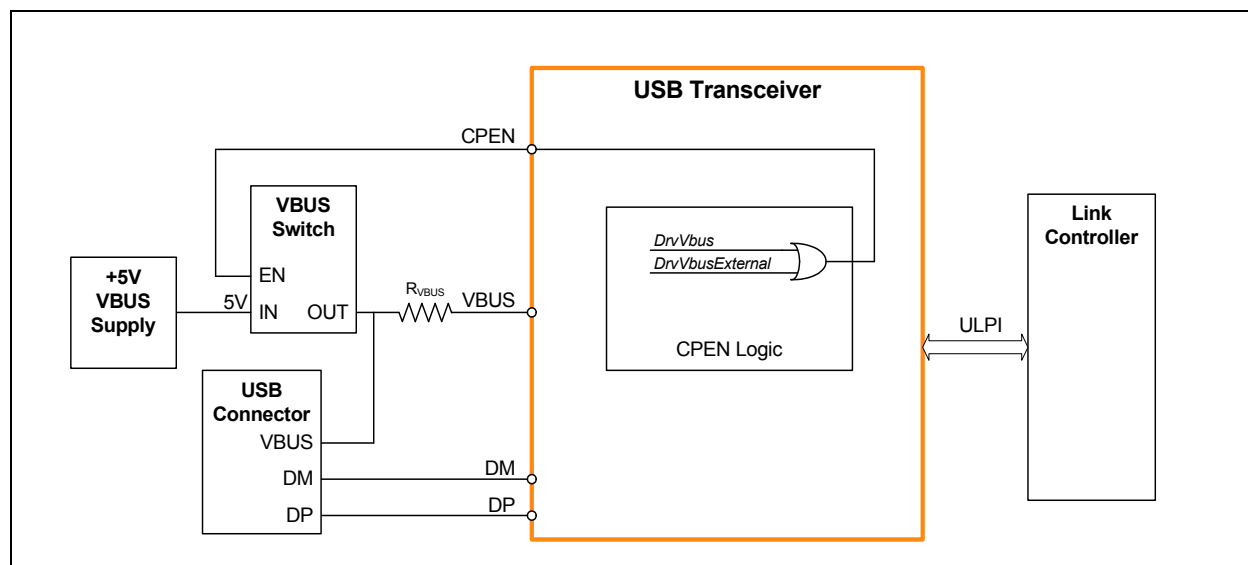 USB Transceiver
CPEN
VBUS
Switch
EN
IN
OUT
+5V
VBUS
Supply
5V
RVBUS
VBUS
DrvVbus
DrvVbusExternal
CPEN Logic
Link
Controller
ULPI
USB
Connector
VBUS
DM
DP
DM
DP